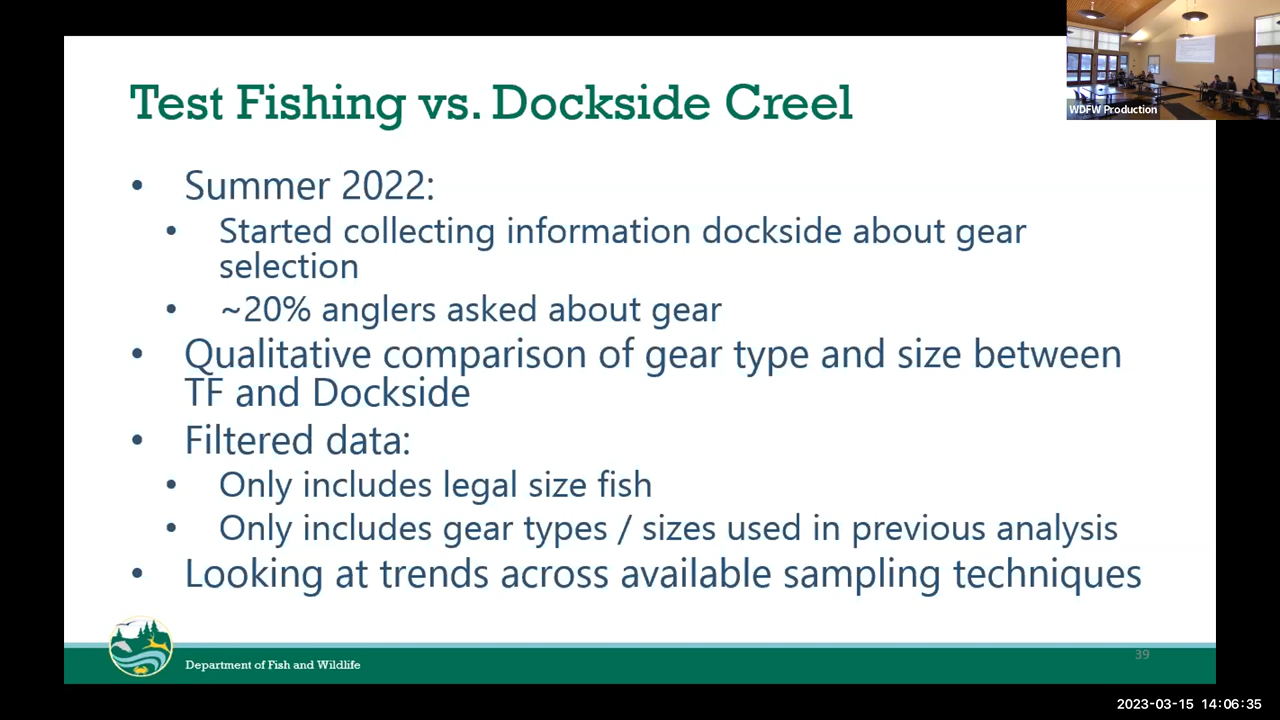 Test Fishing vs. Dockside Creel
WDFW Production
• Summer 2022:
• Started collecting information dockside about gear
selection
• ~20% anglers asked about gear
• Qualitative comparison of gear type and size between
TF and Dockside
• Filtered data:
• Only includes legal size fish
• Only includes gear types / sizes used in previous analysis
• Looking at trends across available sampling techniques
Department of Fish and Wildlife
39
2023-03-15 14:06:35